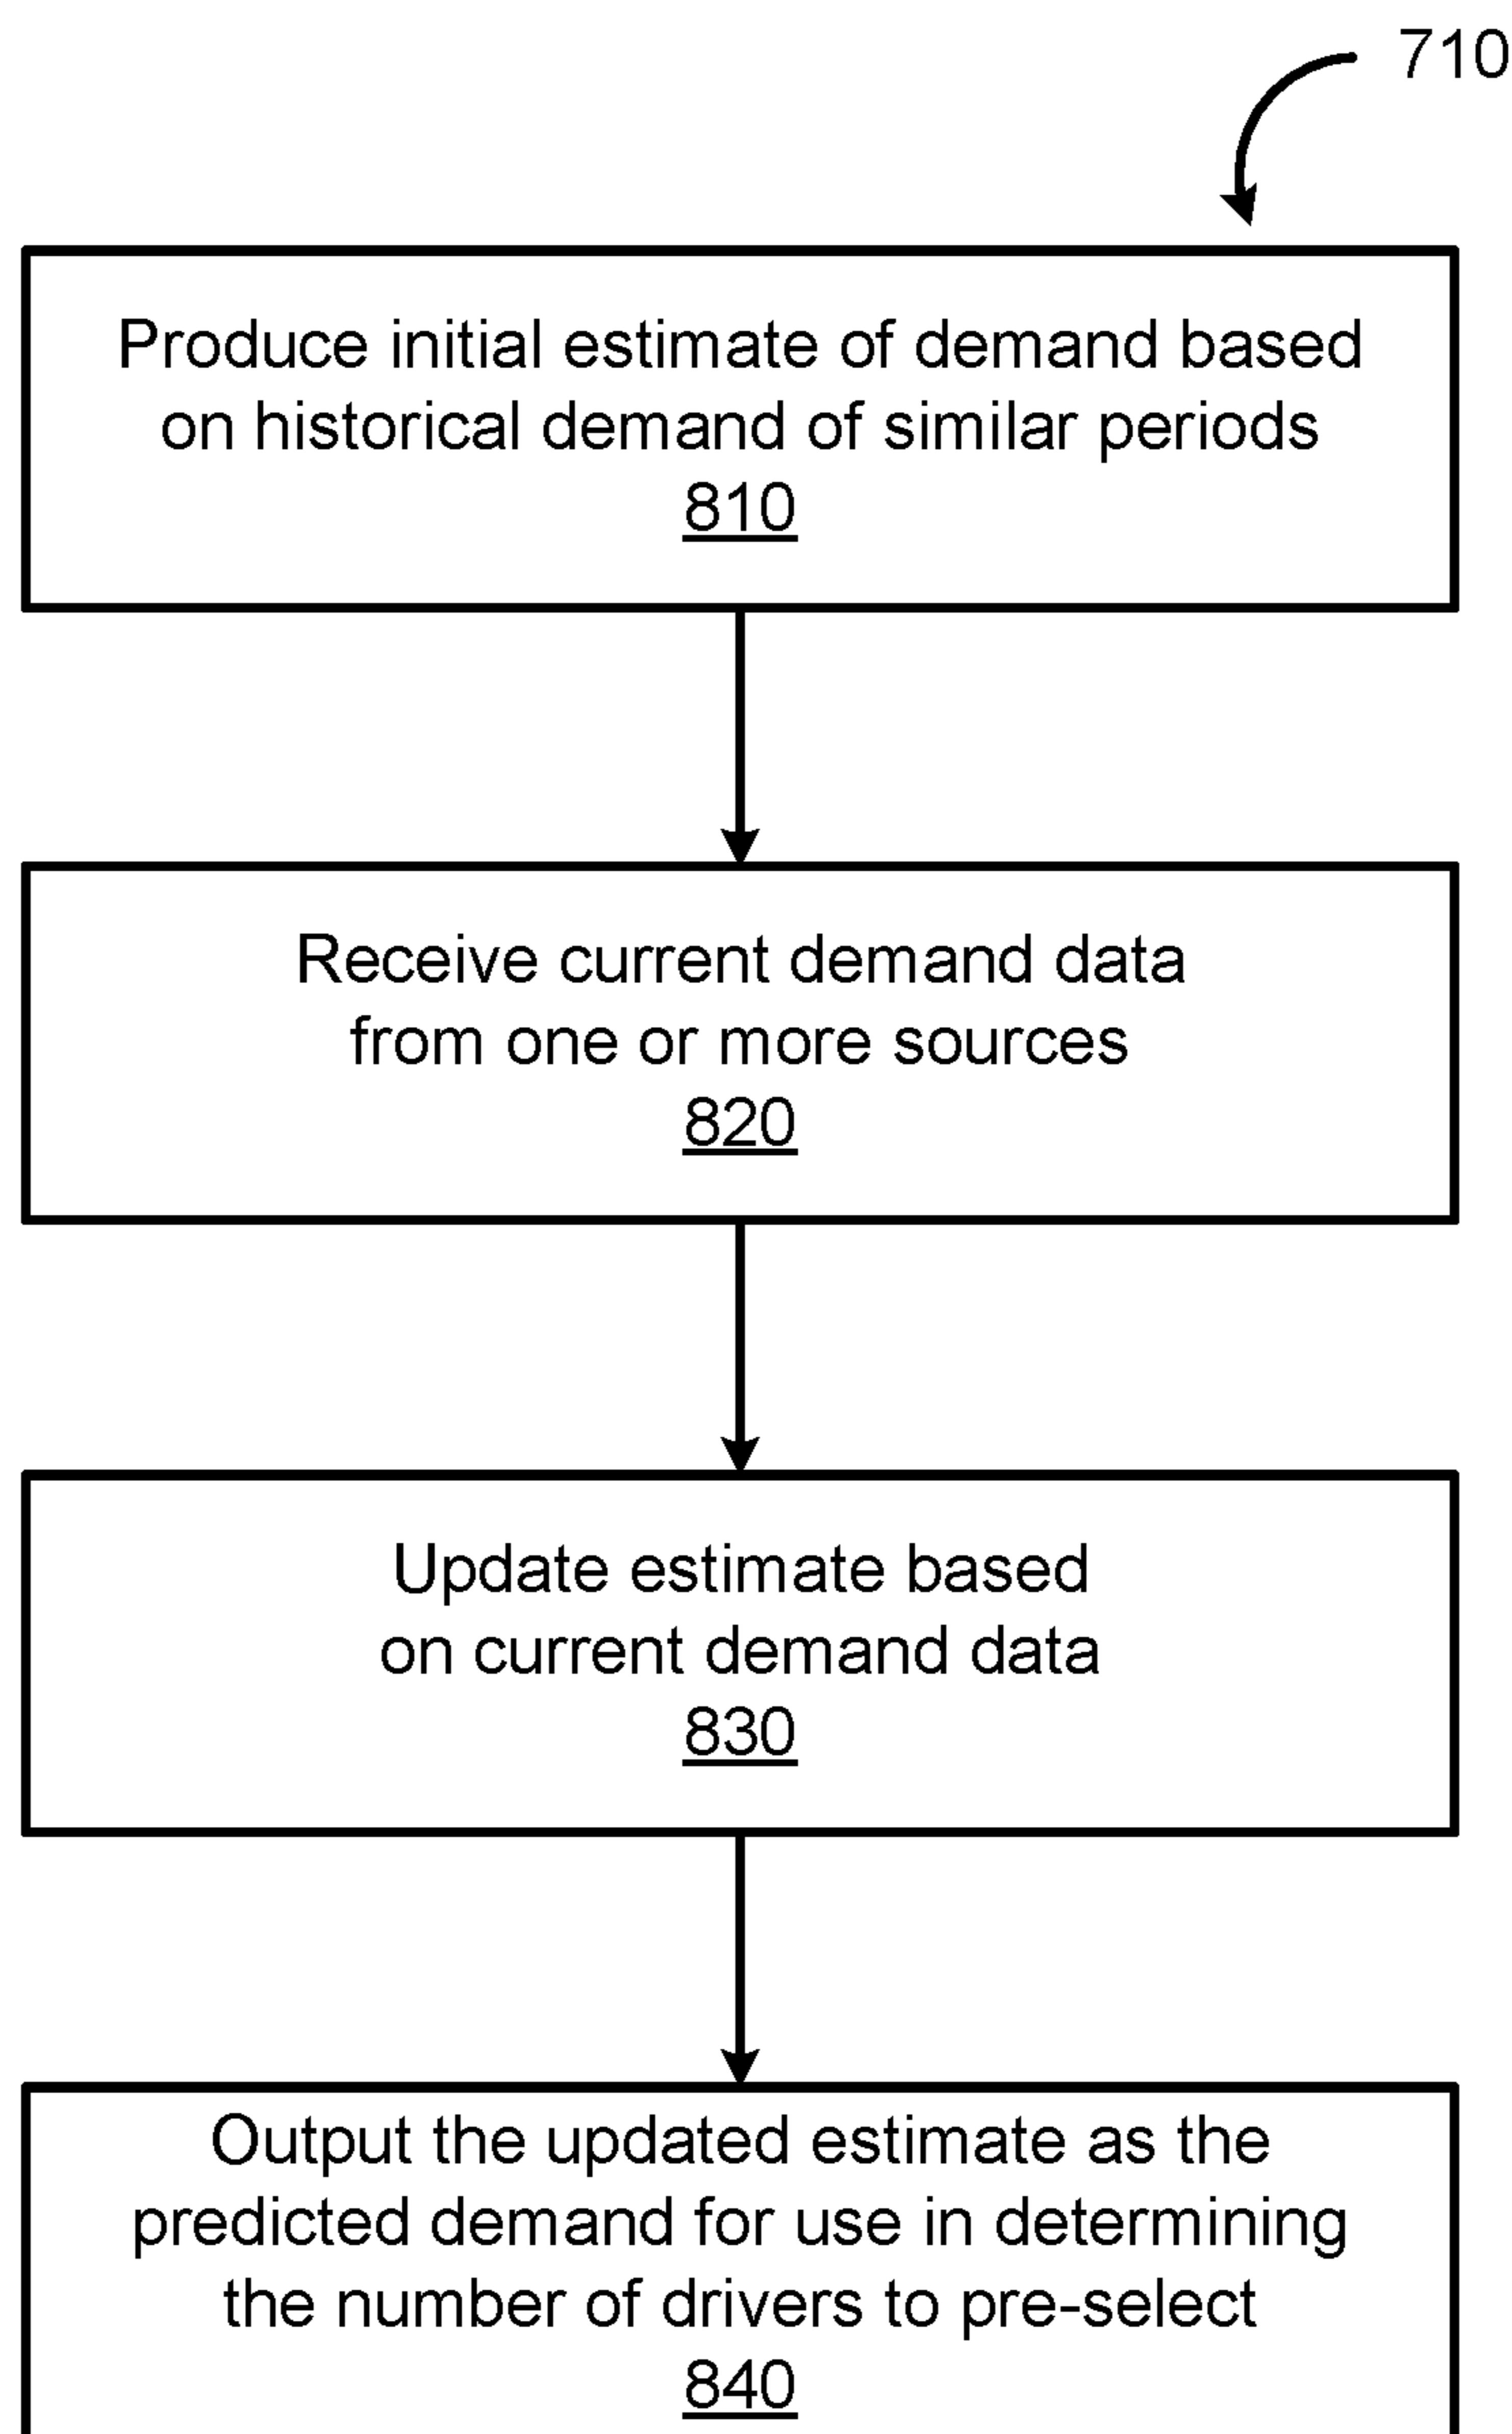 710
Produce initial estimate of demand based
on historical demand of similar periods
810
Receive current demand data
from one or more sources
820
Update estimate based
on current demand data
830
Output the updated estimate as the
predicted demand for use in determining
the number of drivers to pre-select
840